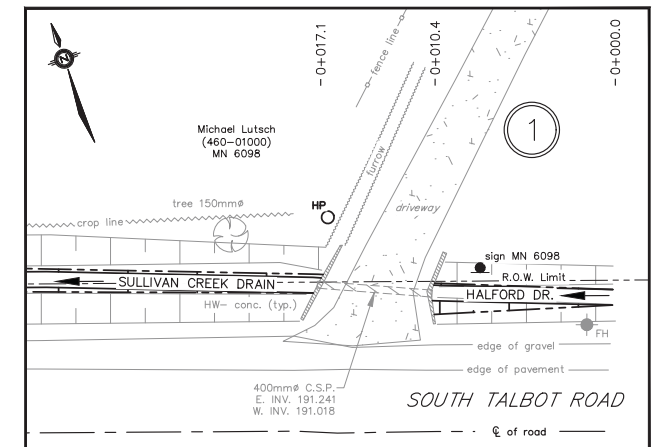 N
-0+017.1
-0+010.4
-0+000.0
fence line
1
Michael Lutsch
(460-01000)
MN 6098
furrow
tree 150mmø
HP
driveway
crop line
sign MN 6098
R.O.W. Limit
SULLIVAN CREEK DRAIN
HALFORD DR.
HW- conc. (typ.)
FH
edge of gravel
edge of pavement
400mmø C.S.P.
E. INV. 191.241
W. INV. 191.018
SOUTH TALBOT ROAD
℄ of road